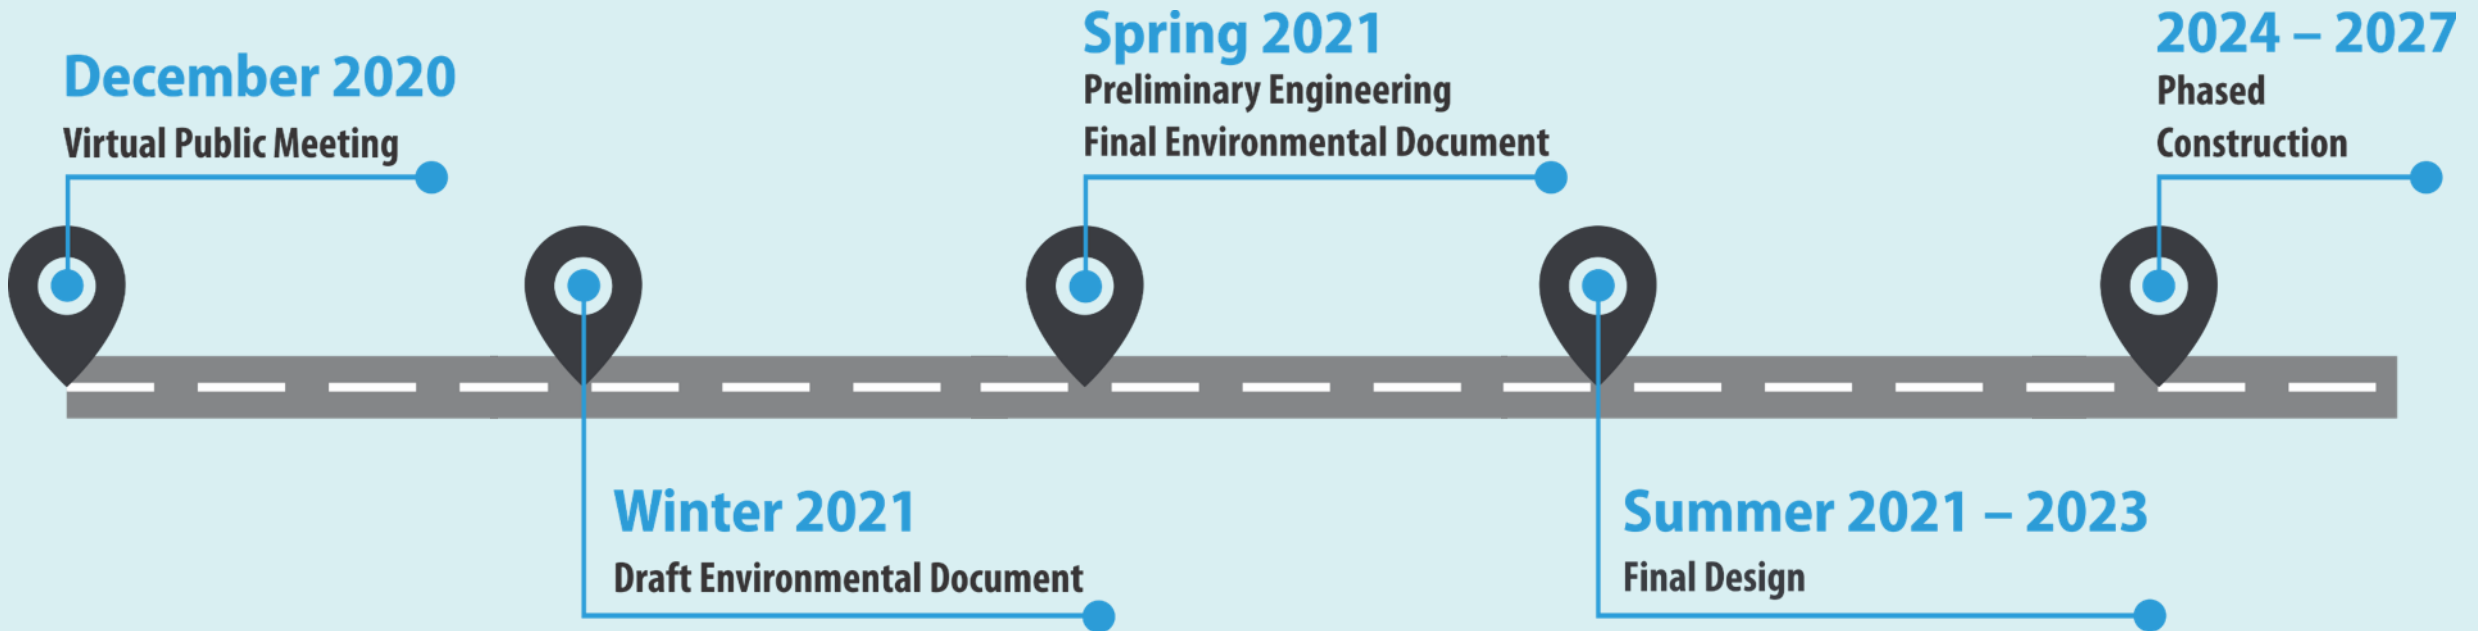 December 2020
Virtual Public Meeting
Winter 2021
Draft Environmental Document
Spring 2021
Preliminary Engineering
Final Environmental Document
Summer 2021 – 2023
Final Design
2024 – 2027
Phased
Construction